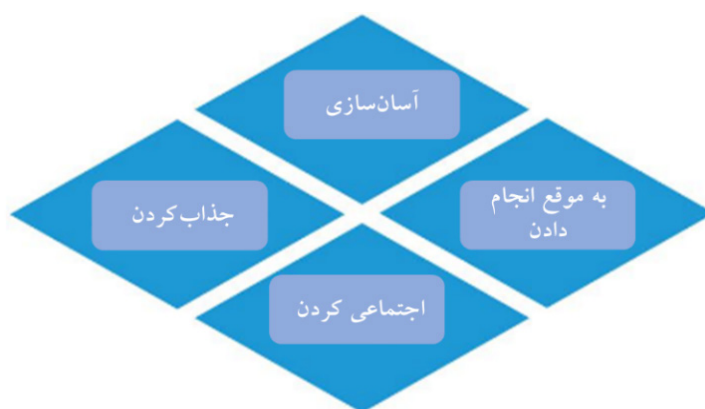 آسان‌سازی
به موقع انجام
دادن
جذاب‌کردن
اجتماعی کردن